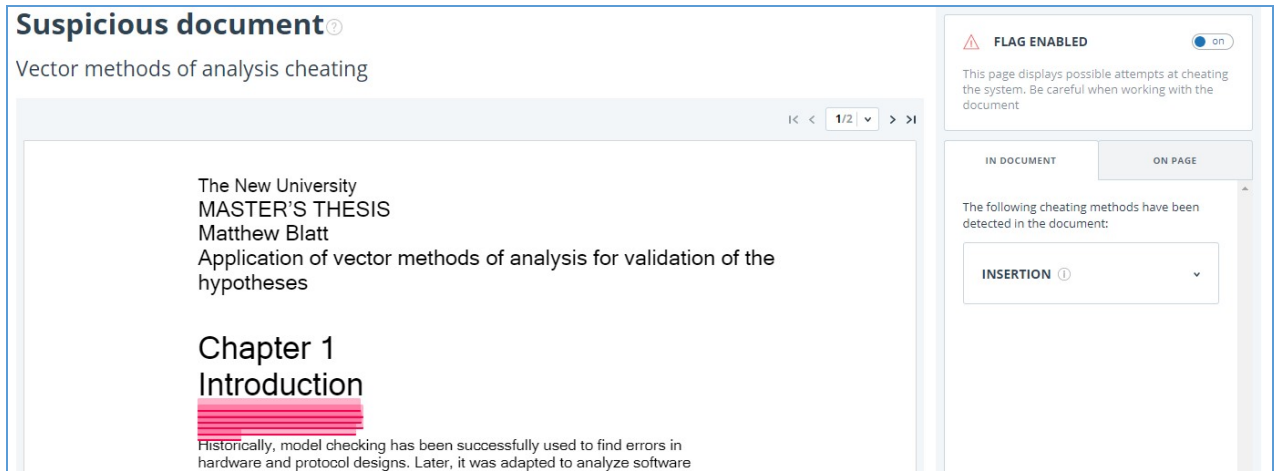 Suspicious document
Vector methods of analysis cheating
1/2
The New University
MASTER'S THESIS
Matthew Blatt
Application of vector methods of analysis for validation of the
hypotheses
Chapter 1
Introduction
Historically, model checking has been successfully used to find errors in
hardware and protocol designs. Later, it was adapted to analyze software
FLAG ENABLED
on
This page displays possible attempts at cheating
the system. Be careful when working with the
document
IN DOCUMENT
ON PAGE
The following cheating methods have been
detected in the document:
INSERTION